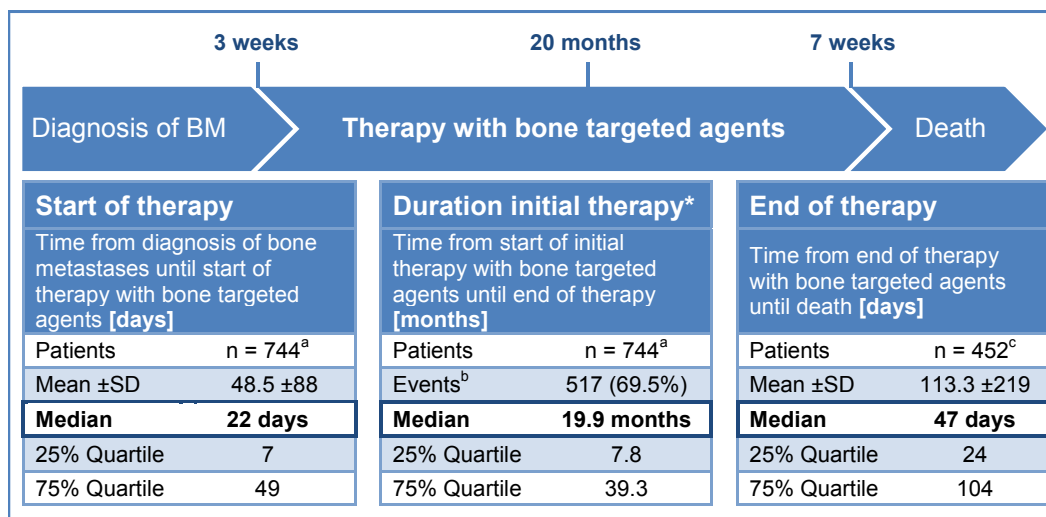 3 weeks 20 months 7 weeks
Diagnosis of BM Therapy with bone targeted agents Death
Start of therapy
Time from diagnosis of bone
metastases until start of
therapy with bone targeted
agents [days]
Patients n = 744a
Mean ±SD 48.5 ±88
Median 22 days
25% Quartile 7
75% Quartile 49
Duration initial therapy*
Time from start of initial
therapy with bone targeted
agents until end of therapy
[months]
Patients n = 744a
Eventsb 517 (69.5%)
Median 19.9 months
25% Quartile 7.8
75% Quartile 39.3
End of therapy
Time from end of therapy
with bone targeted agents
until death [days]
Patients n = 452c
Mean ±SD 113.3 ±219
Median 47 days
25% Quartile 24
75% Quartile 104